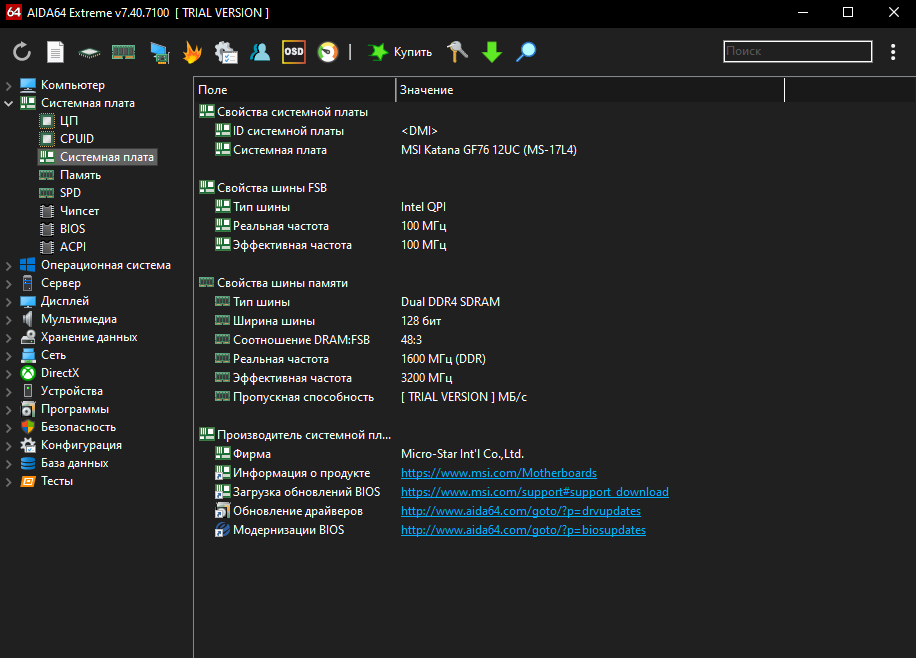 64 AIDA64 Extreme v7.40.7100 [ TRIAL VERSION ]
OSD Купить Поиск
Компьютер
Системная плата
ЦП
CPUID
Системная плата
Память
SPD
Чипсет
BIOS
ACPI
Операционная система
Сервер
Дисплей
Мультимедиа
Хранение данных
Сеть
DirectX
Устройства
Программы
Безопасность
Конфигурация
База данных
Тесты
Поле Значение
Свойства системной платы
ID системной платы <DMI>
Системная плата MSI Katana GF76 12UC (MS-17L4)
Свойства шины FSB
Тип шины Intel QPI
Реальная частота 100 МГц
Эффективная частота 100 МГц
Свойства шины памяти
Тип шины Dual DDR4 SDRAM
Ширина шины 128 бит
Соотношение DRAM:FSB 48:3
Реальная частота 1600 МГц (DDR)
Эффективная частота 3200 МГц
Пропускная способность [ TRIAL VERSION ] МБ/с
Производитель системной пл...
Фирма Micro-Star Int'l Co.,Ltd.
Информация о продукте https://www.msi.com/Motherboards
Загрузка обновлений BIOS https://www.msi.com/support#support_download
Обновление драйверов http://www.aida64.com/goto/?p=drvupdates
Модернизации BIOS http://www.aida64.com/goto/?p=biosupdates